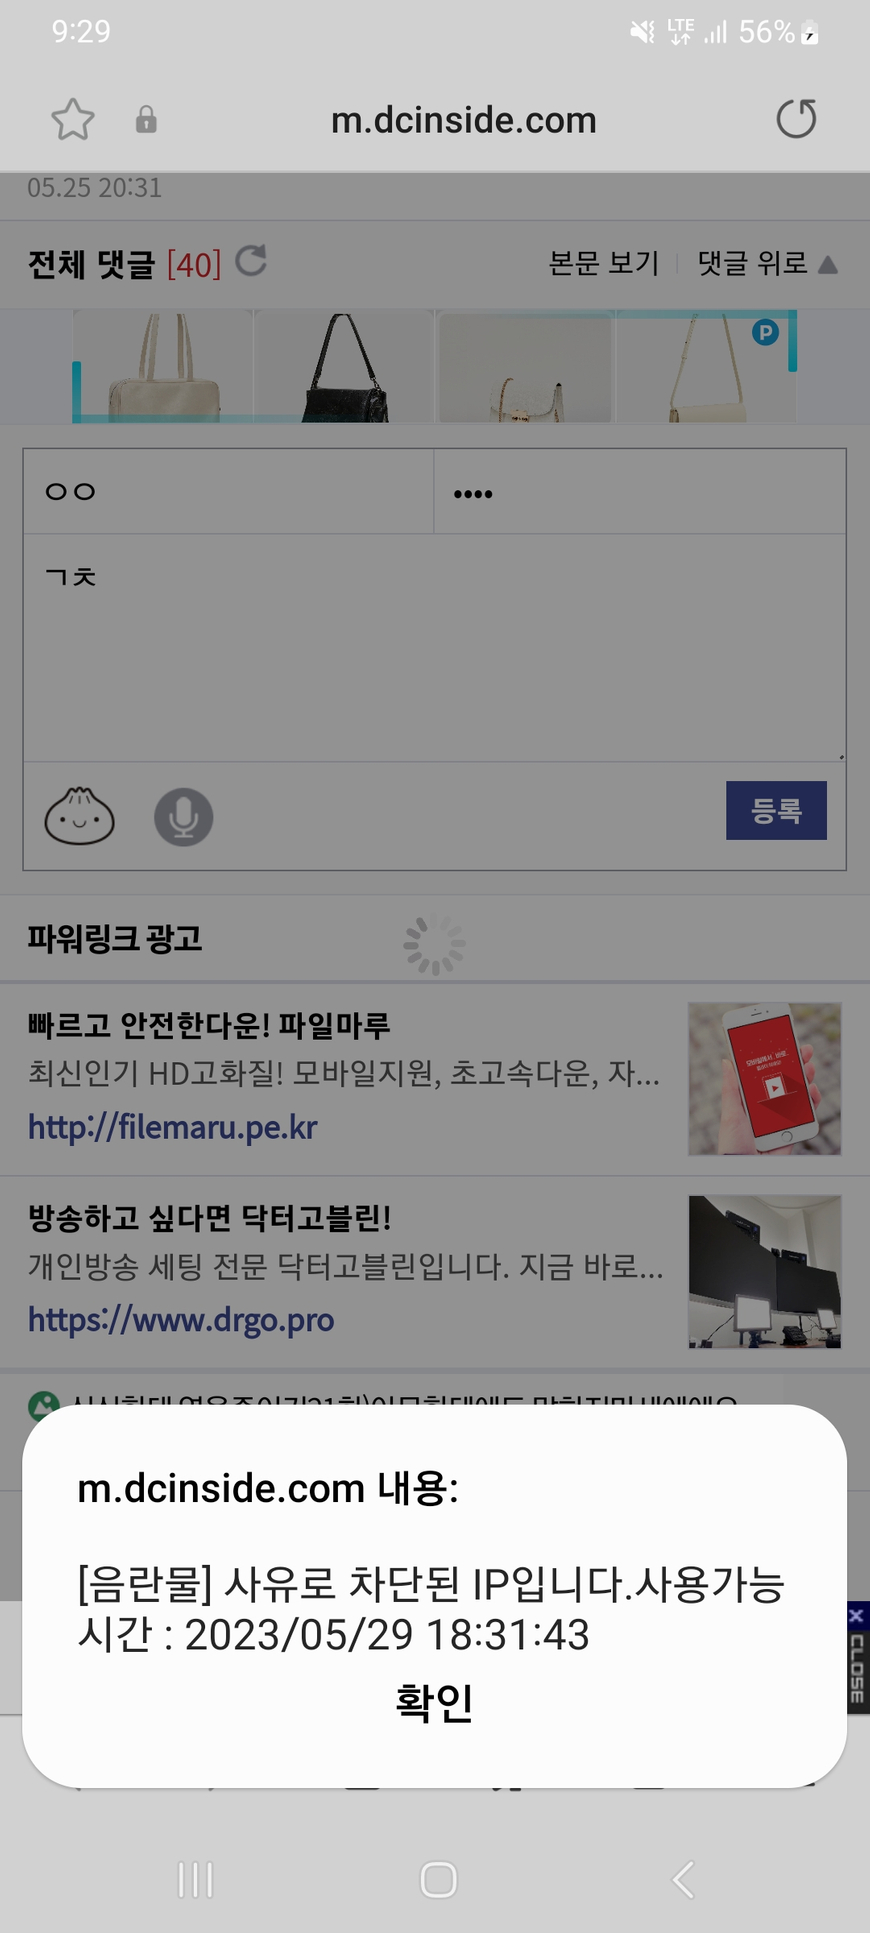 9:29
LTE
56%
m.dcinside.com
05.25 20:31
전체 댓글 [40]
본문 보기
댓글 위로
P
ㅇㅇ
••••
ㄱㅊ
등록
파워링크 광고
빠르고 안전한다운! 파일마루
최신인기 HD고화질! 모바일지원, 초고속다운, 자...
http://filemaru.pe.kr
방송하고 싶다면 닥터고블린!
개인방송 세팅 전문 닥터고블린입니다. 지금 바로...
https://www.drgo.pro
m.dcinside.com 내용:
[음란물] 사유로 차단된 IP입니다.사용가능
시간 : 2023/05/29 18:31:43
확인
X CLOSE